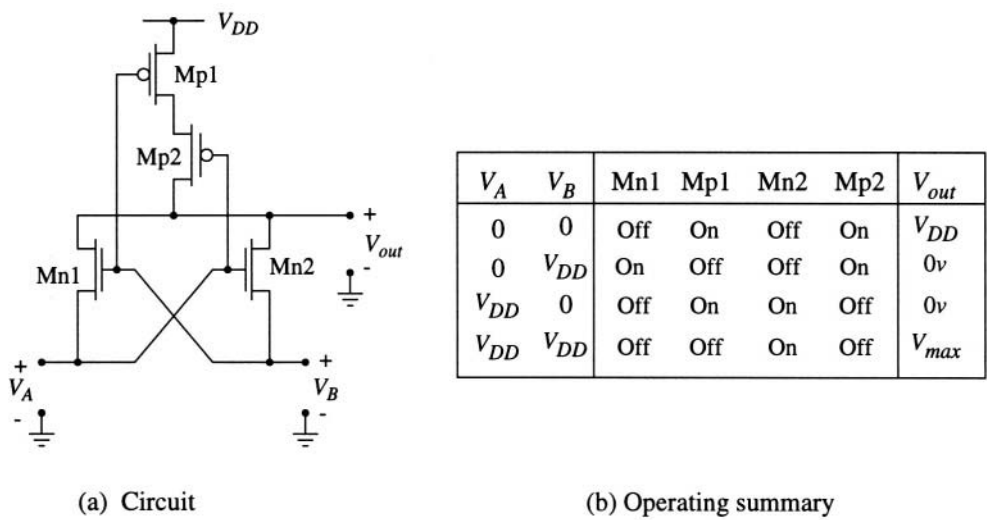 V_DD
Mp1
Mp2
+
V_out
-
Mn1
Mn2
+
V_A
-
+
V_B
-
(a) Circuit
V_A V_B Mn1 Mp1 Mn2 Mp2 V_out
0 0 Off On Off On V_DD
0 V_DD On Off Off On 0v
V_DD 0 Off On On Off 0v
V_DD V_DD Off Off On Off V_max
(b) Operating summary